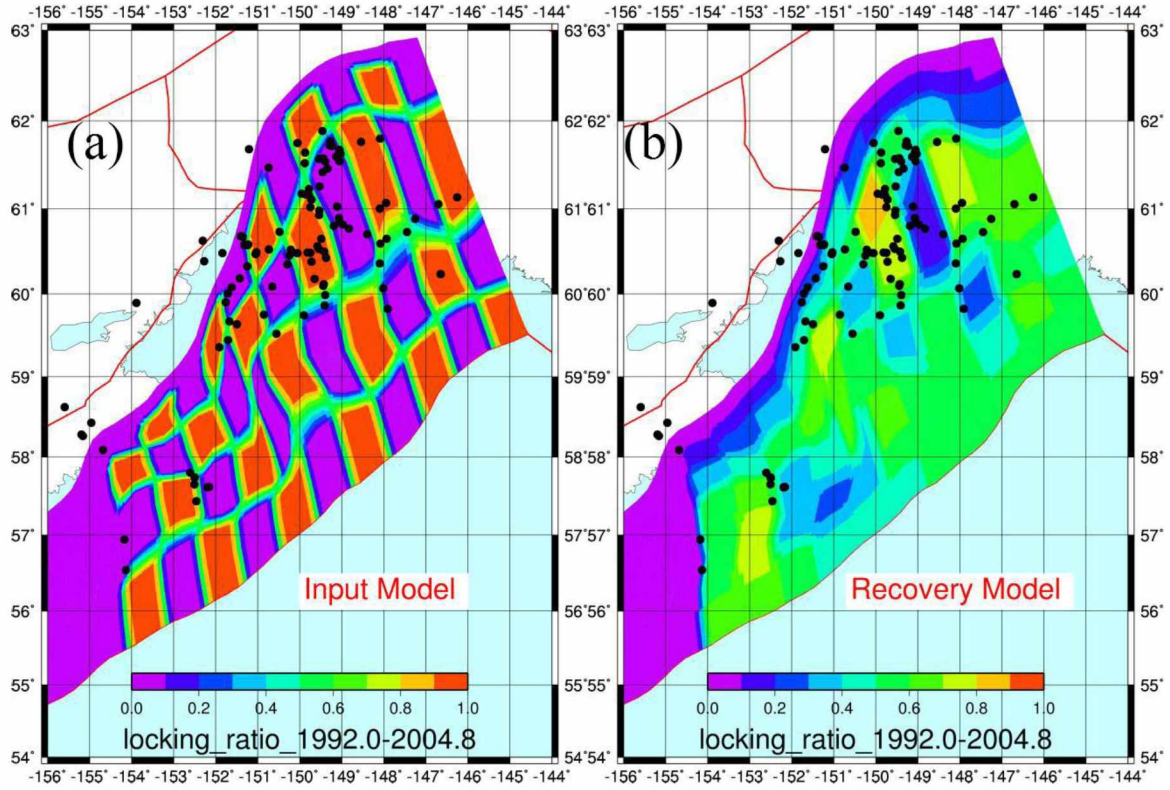 -156° -155° -154° -153° -152° -151° -150° -149° -148° -147° -146° -145° -144° -156° -155° -154° -153° -152° -151° -150° -149° -148° -147° -146° -145° -144°
63° 63° 63° 63°
62° 62° 62° 62°
(a) (b)
61° 61° 61° 61°
60° 60° 60° 60°
59° 59° 59° 59°
58° 58° 58° 58°
57° 57° 57° 57°
Input Model Recovery Model
56° 56° 56° 56°
55° 55° 55° 55°
0.0 0.2 0.4 0.6 0.8 1.0 0.0 0.2 0.4 0.6 0.8 1.0
locking_ratio_1992.0-2004.8 locking_ratio_1992.0-2004.8
54° 54° 54° 54°
-156° -155° -154° -153° -152° -151° -150° -149° -148° -147° -146° -145° -144° -156° -155° -154° -153° -152° -151° -150° -149° -148° -147° -146° -145° -144°